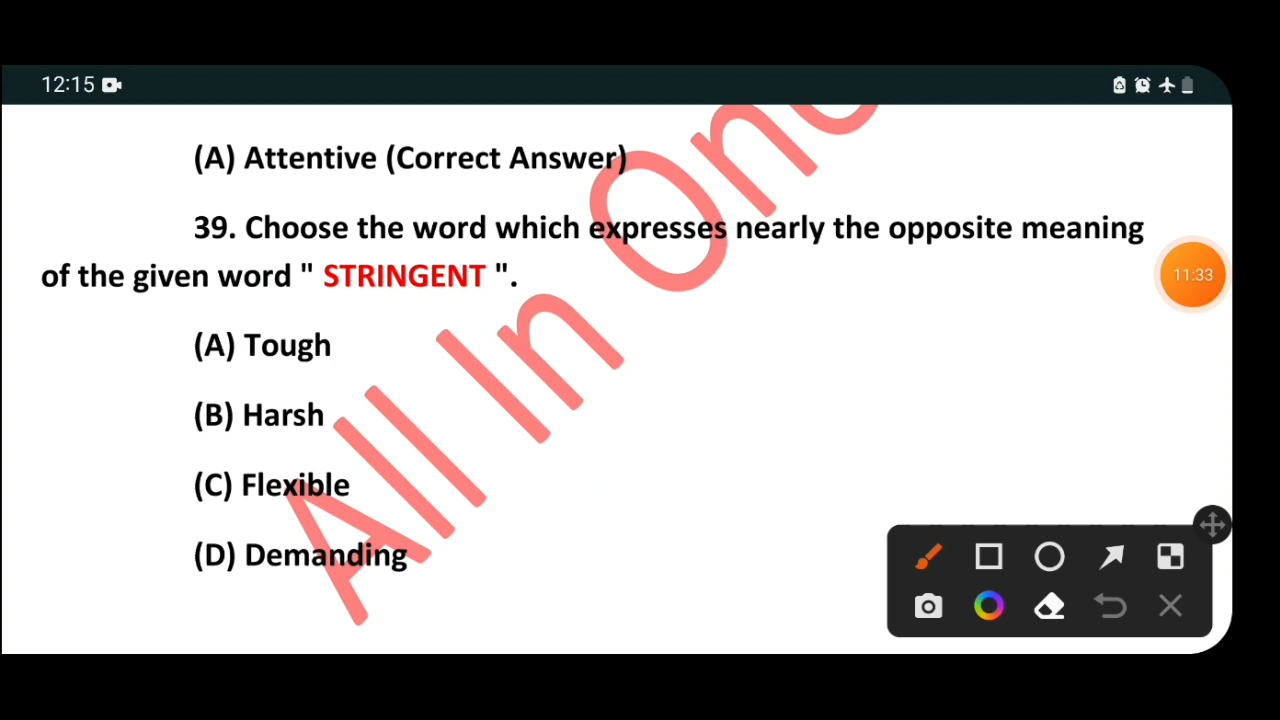 12:15
(A) Attentive (Correct Answer)
39. Choose the word which expresses nearly the opposite meaning
of the given word " STRINGENT ".
11:33
(A) Tough
(B) Harsh
(C) Flexible
(D) Demanding
All In One